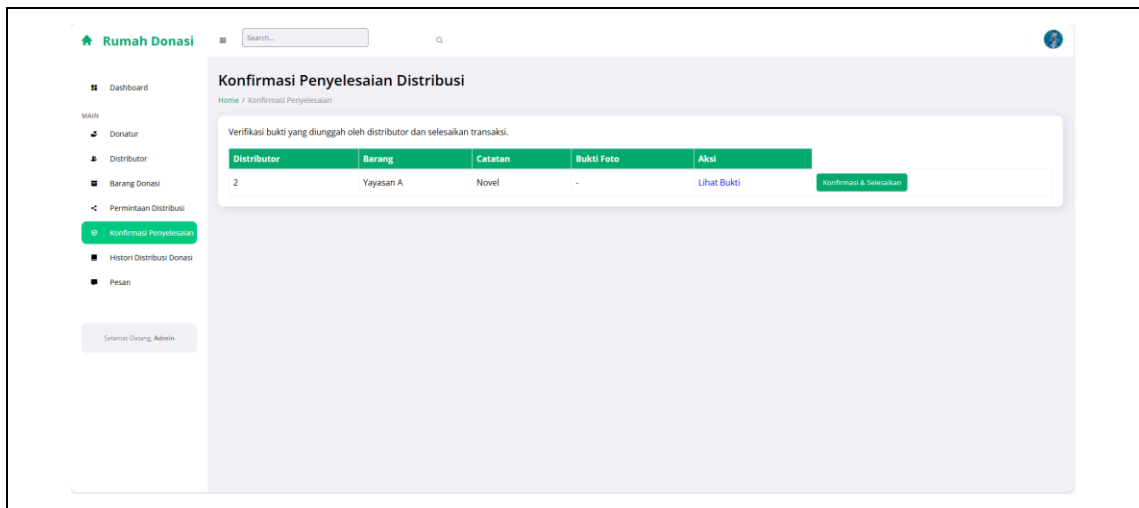 Rumah Donasi
Search...
Dashboard
MAIN
Donatur
Distributor
Barang Donasi
Permintaan Distribusi
Konfirmasi Penyelesaian
Histori Distribusi Donasi
Pesan
Selamat Datang, Admin
Konfirmasi Penyelesaian Distribusi
Home / Konfirmasi Penyelesaian
Verifikasi bukti yang diunggah oleh distributor dan selesaikan transaksi.
Distributor Barang Catatan Bukti Foto Aksi
2 Yayasan A Novel - Lihat Bukti Konfirmasi & Selesaikan